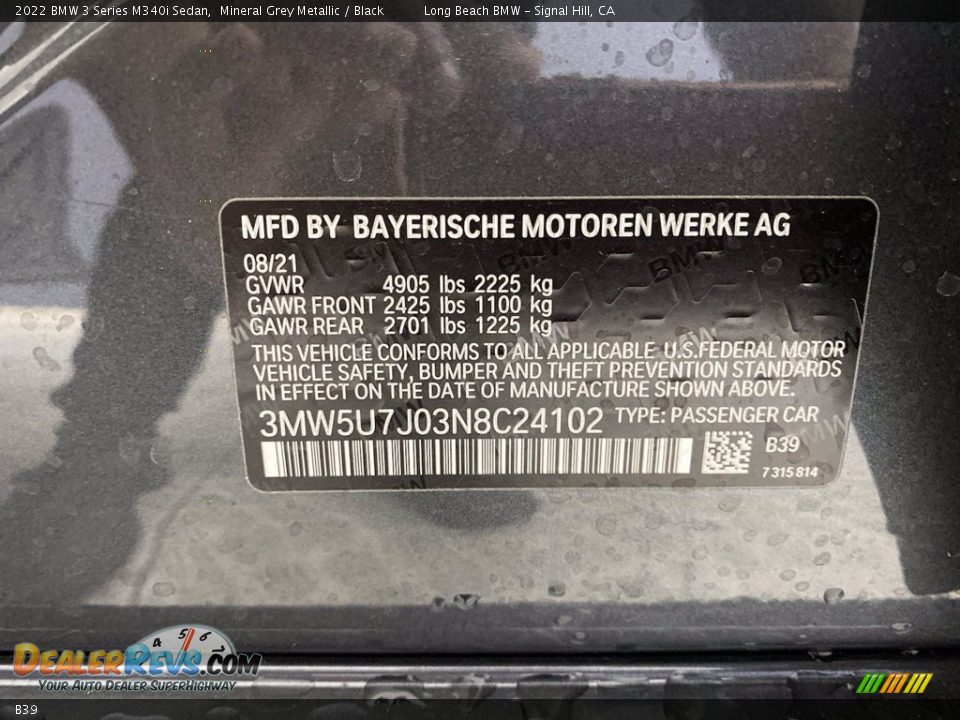 2022 BMW 3 Series M340i Sedan, Mineral Grey Metallic / Black Long Beach BMW - Signal Hill, CA
MFD BY BAYERISCHE MOTOREN WERKE AG
08/21
GVWR 4905 lbs 2225 kg
GAWR FRONT 2425 lbs 1100 kg
GAWR REAR 2701 lbs 1225 kg
THIS VEHICLE CONFORMS TO ALL APPLICABLE U.S.FEDERAL MOTOR
VEHICLE SAFETY, BUMPER AND THEFT PREVENTION STANDARDS
IN EFFECT ON THE DATE OF MANUFACTURE SHOWN ABOVE.
3MW5U7J03N8C24102 TYPE: PASSENGER CAR
B39
7315814
4 5 6 7
DEALERREVS.COM
YOUR AUTO DEALER SUPERHIGHWAY
B39